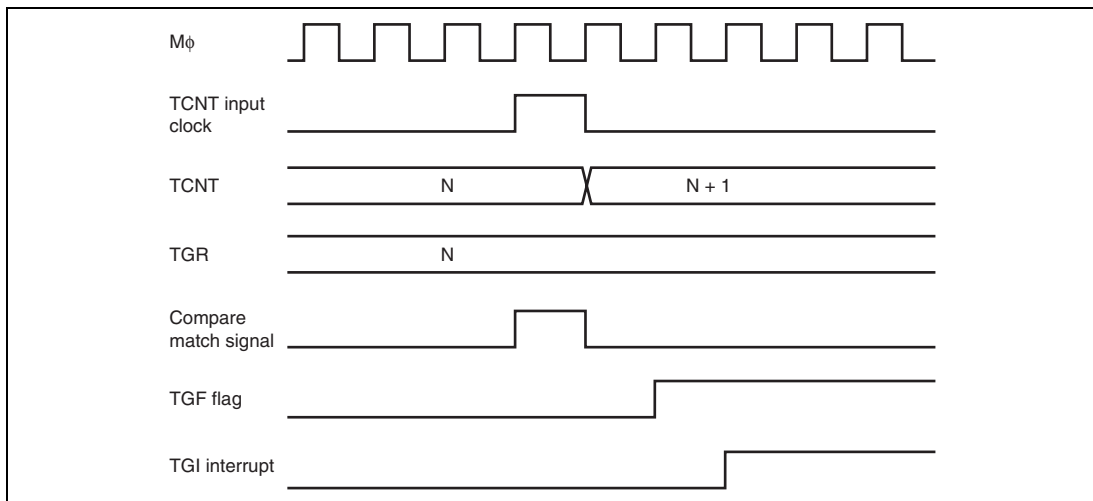 Mφ
TCNT input
clock
TCNT
N
N + 1
TGR
N
Compare
match signal
TGF flag
TGI interrupt